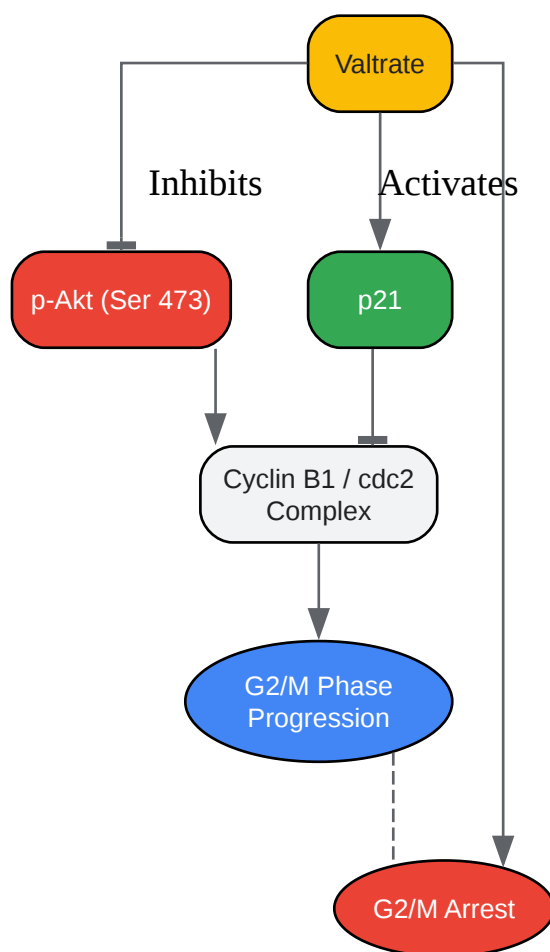 Valtrate
Inhibits
Activates
p-Akt (Ser 473)
p21
Cyclin B1 / cdc2
Complex
G2/M Phase
Progression
G2/M Arrest